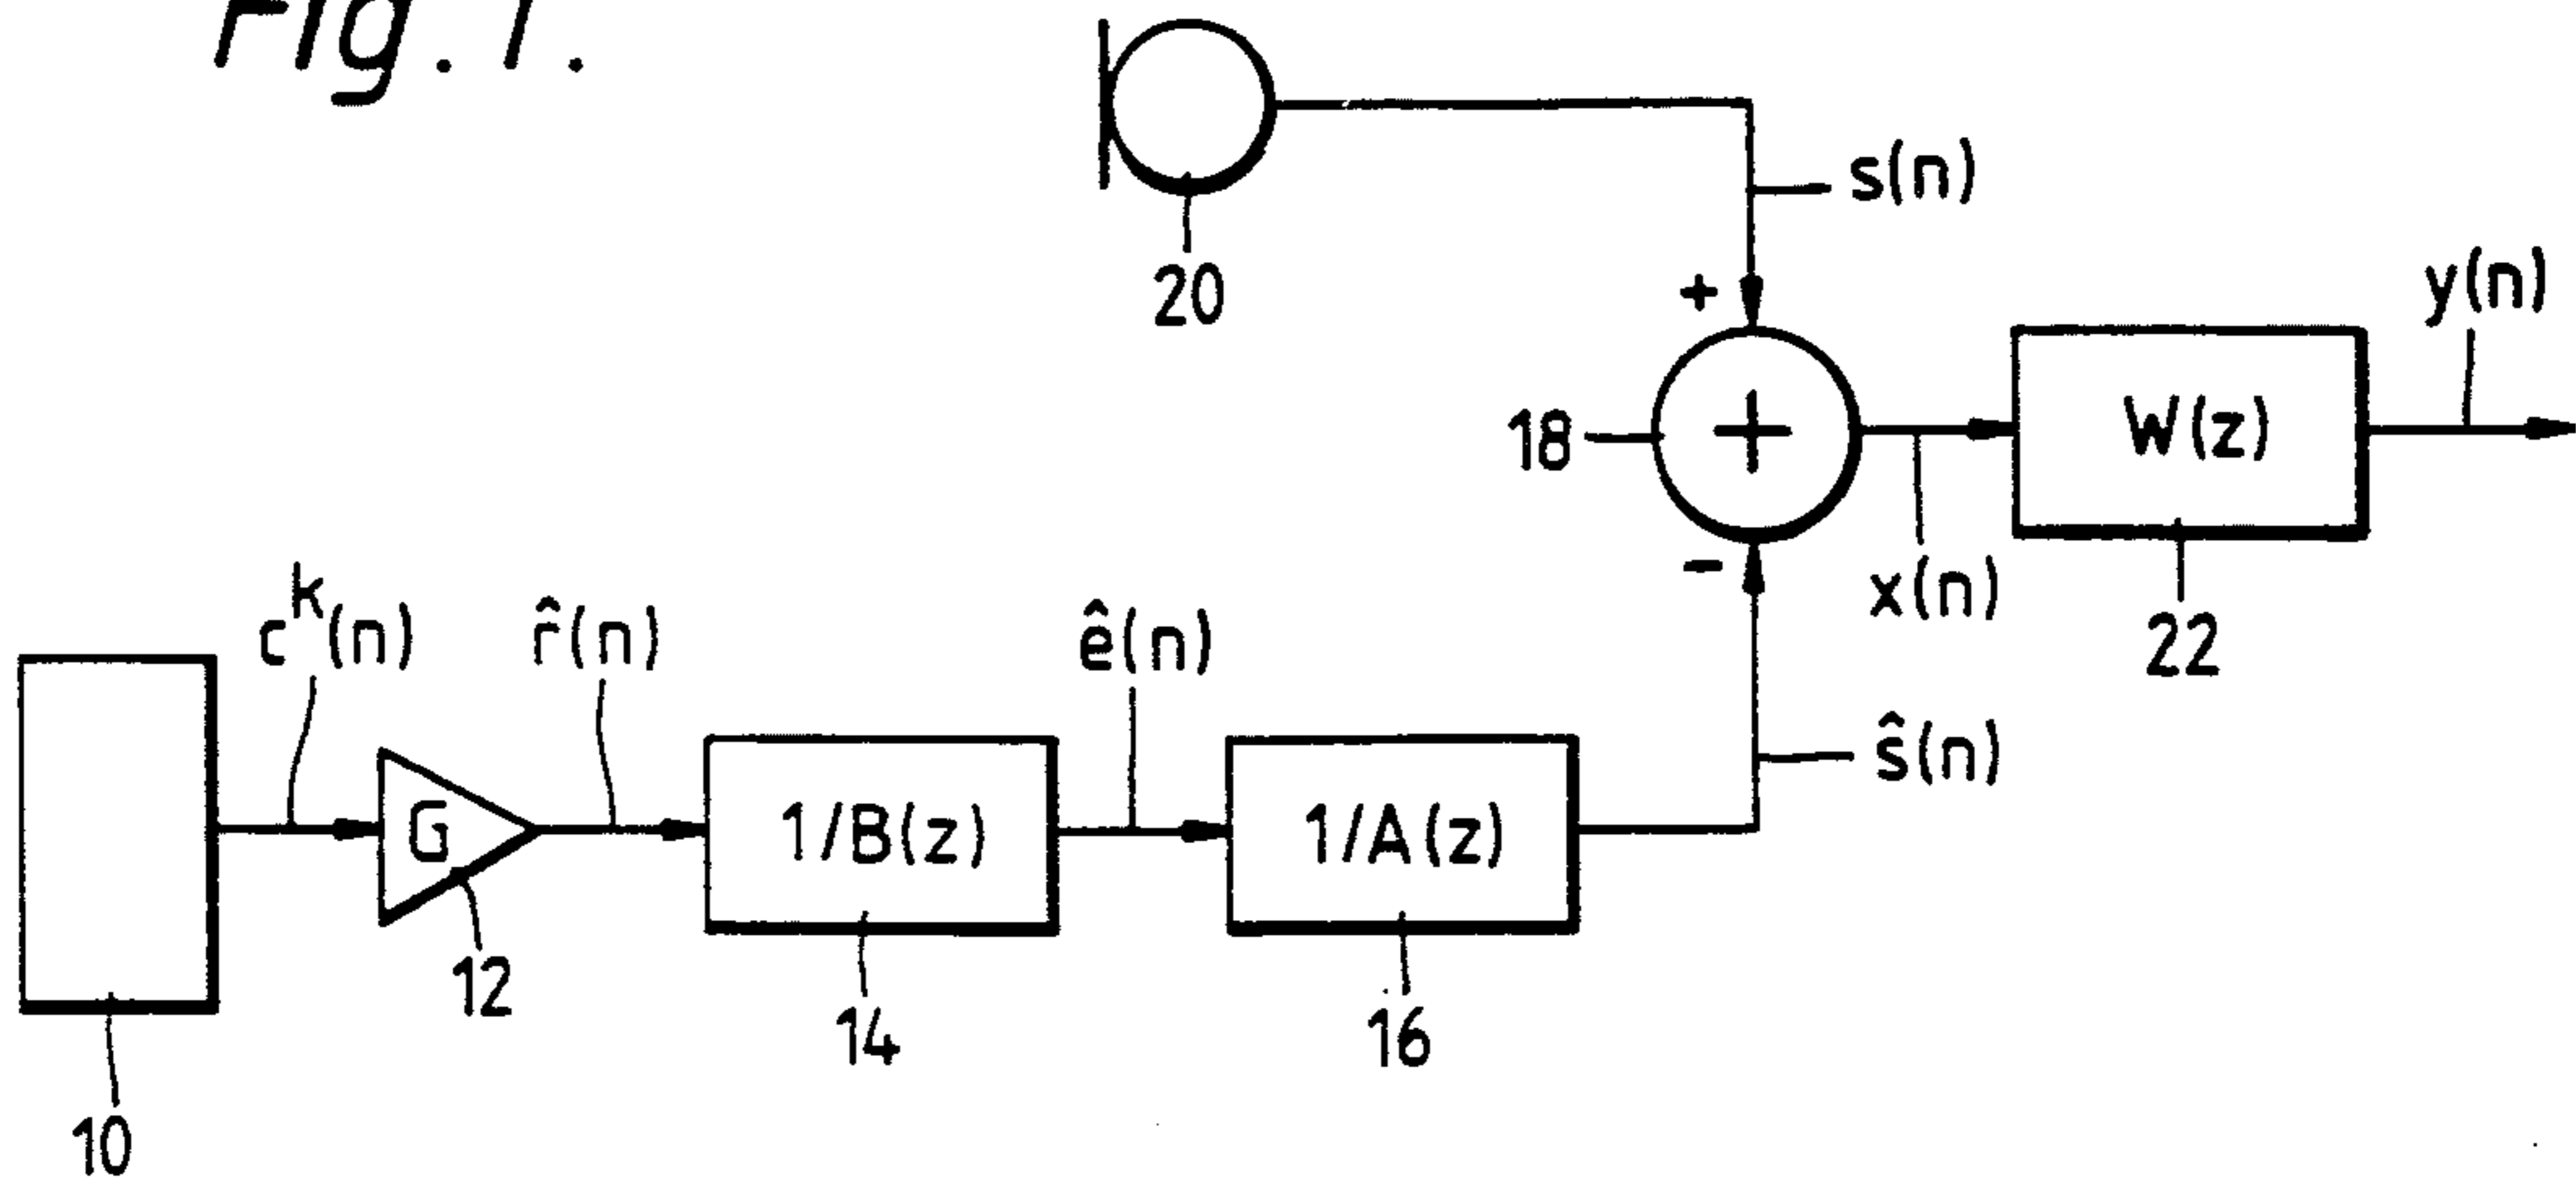 Fig. 1.
s(n)
20
+
y(n)
18
+
W(z)
-
x(n)
22
c^k(n)
r̂(n)
ê(n)
ŝ(n)
G
1/B(z)
1/A(z)
12
14
16
10